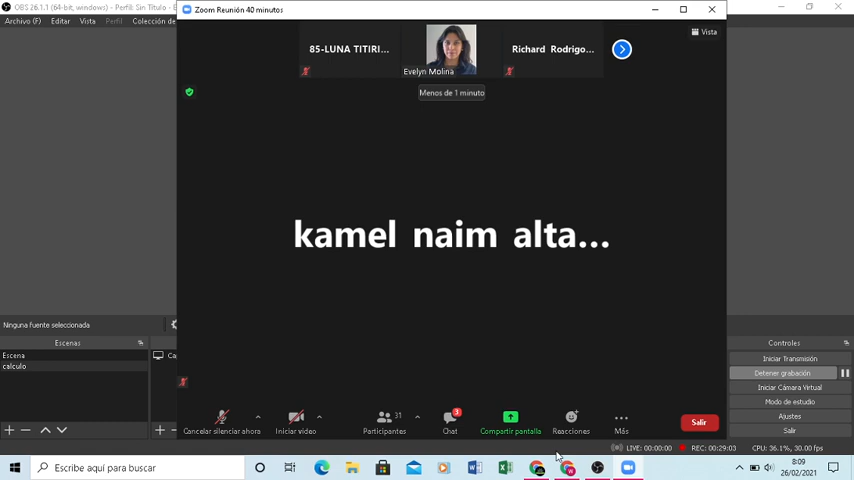 OBS 26.1.1 (64-bit, windows) - Perfil: Sin Título - E
Archivo (F) Editar Vista Perfil Colección de
Zoom Reunión 40 minutos
Vista
85-LUNA TITIRI...
Evelyn Molina
Richard Rodrigo...
Menos de 1 minuto
kamel naim alta...
Ninguna fuente seleccionada
Escenas
Escena
calculo
Cap
Controles
Iniciar Transmisión
Detener grabación
Iniciar Cámara Virtual
Modo de estudio
Ajustes
Salir
Cancelar silenciar ahora
Iniciar video
31
Participantes
3
Chat
Compartir pantalla
Reacciones
Más
Salir
LIVE: 00:00:00 REC: 00:29:03 CPU: 36.1%, 30.00 fps
Escribe aquí para buscar
8:09
26/02/2021